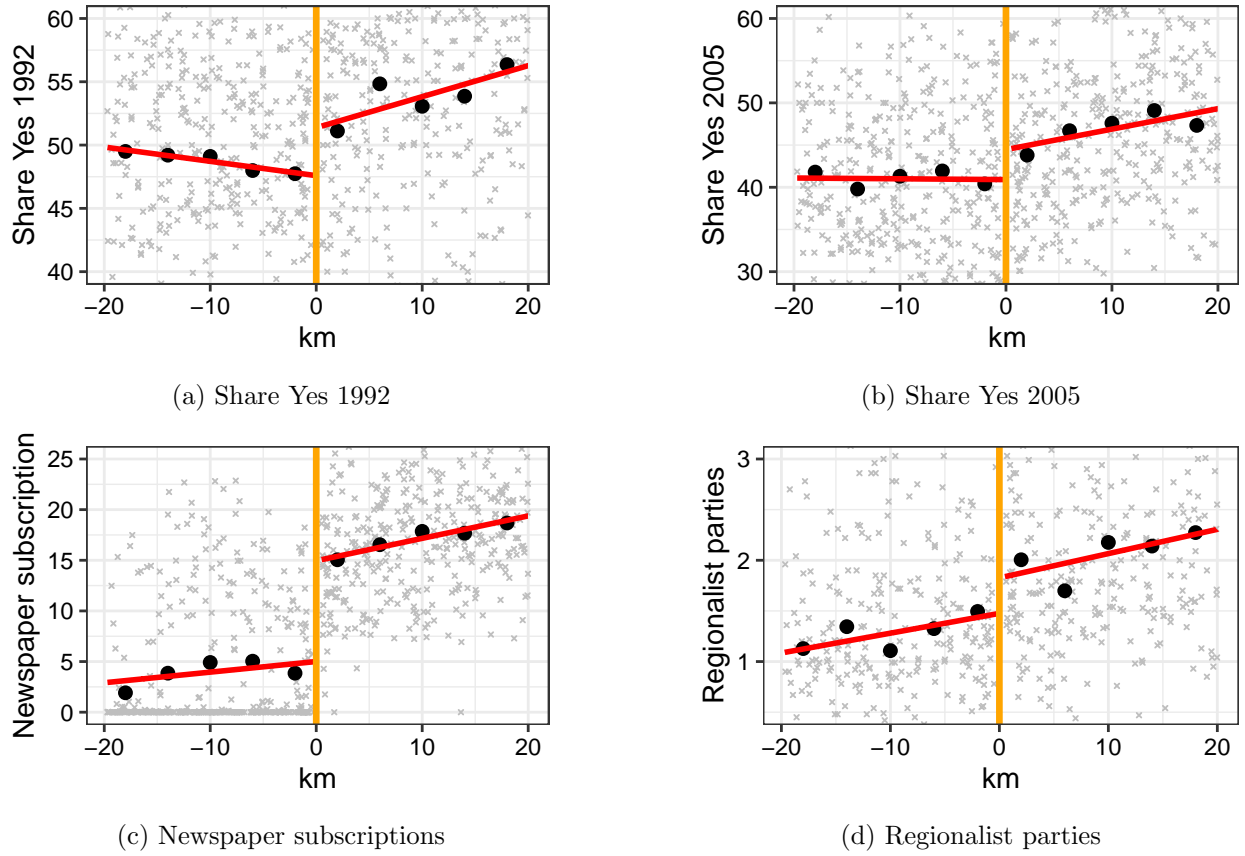 Share Yes 1992
60
55
50
45
40
−20 −10 0 10 20
km
(a) Share Yes 1992
Share Yes 2005
60
50
40
30
−20 −10 0 10 20
km
(b) Share Yes 2005
Newspaper subscription
25
20
15
10
5
0
−20 −10 0 10 20
km
(c) Newspaper subscriptions
Regionalist parties
3
2
1
−20 −10 0 10 20
km
(d) Regionalist parties